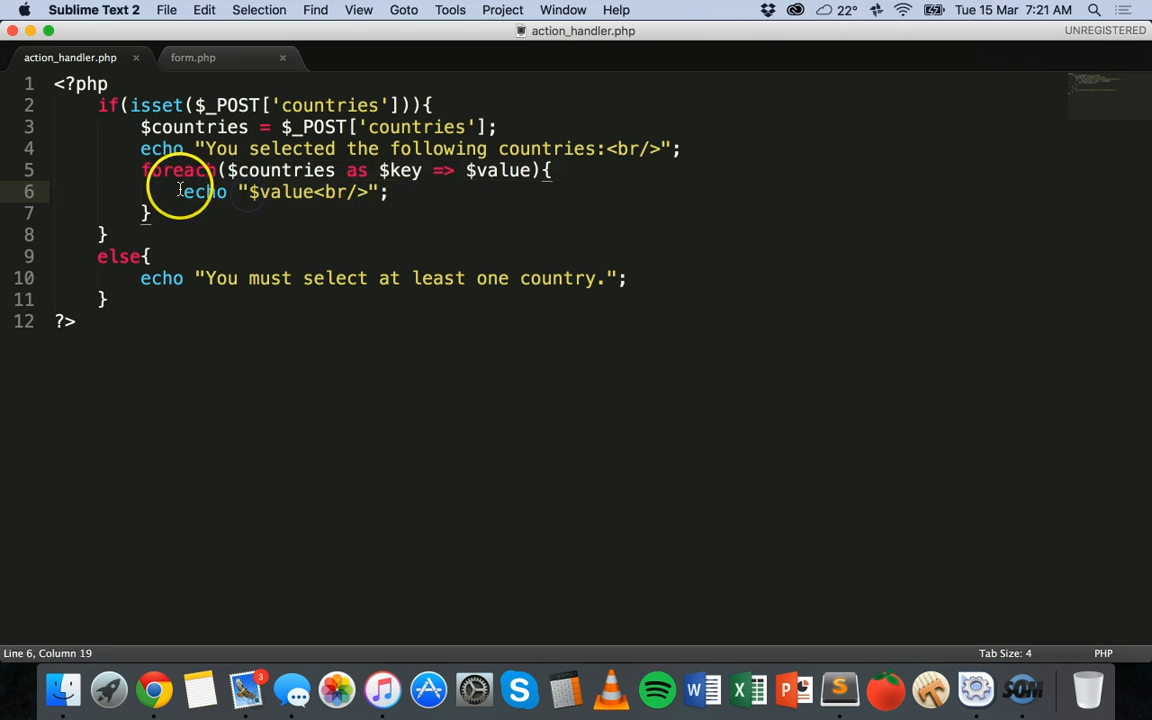 Sublime Text 2 File Edit Selection Find View Goto Tools Project Window Help 22° Tue 15 Mar 7:21 AM
action_handler.php UNREGISTERED
action_handler.php × form.php ×
1 <?php
2 if(isset($_POST['countries'])){
3 $countries = $_POST['countries'];
4 echo "You selected the following countries:<br/>";
5 foreach($countries as $key => $value){
6 echo "$value<br/>";
7 }
8 }
9 else{
10 echo "You must select at least one country.";
11 }
12 ?>
Line 6, Column 19 Tab Size: 4 PHP
3